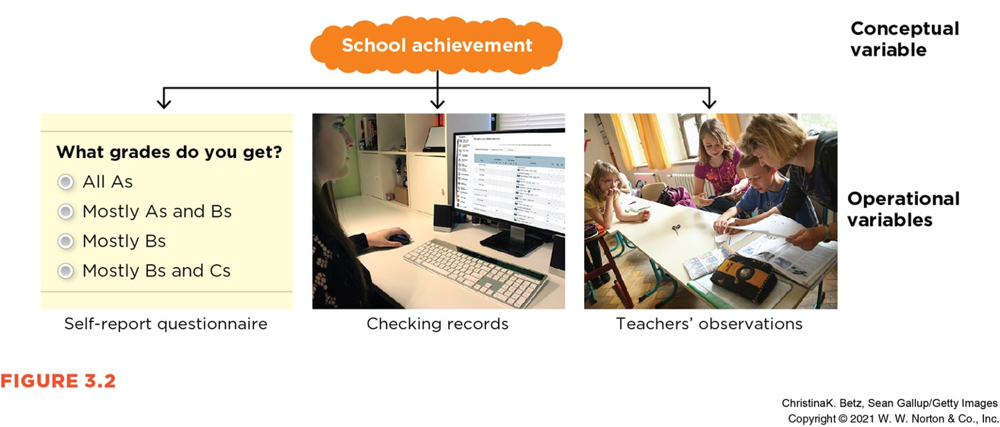 School achievement
Conceptual
variable
What grades do you get?
All As
Mostly As and Bs
Mostly Bs
Mostly Bs and Cs
Operational
variables
Self-report questionnaire
Checking records
Teachers’ observations
FIGURE 3.2
ChristinaK. Betz, Sean Gallup/Getty Images
Copyright © 2021 W. W. Norton & Co., Inc.